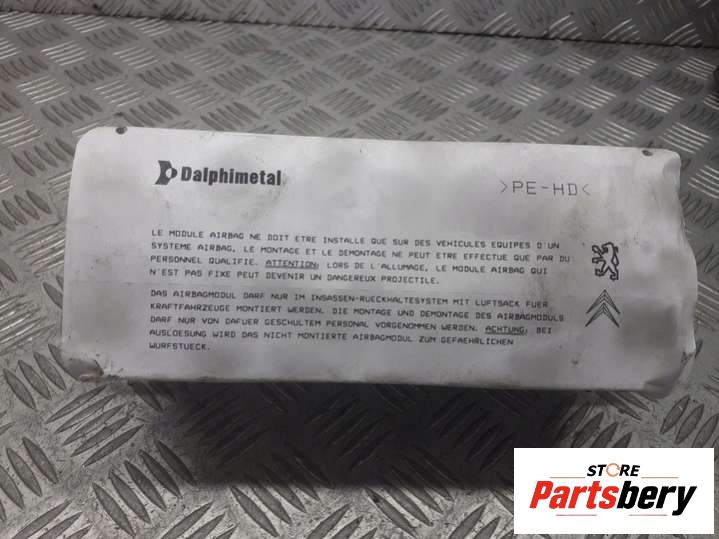 Dalphimetal
>PE-HD<
LE MODULE AIRBAG NE DOIT ETRE INSTALLE QUE SUR DES VEHICULES EQUIPES D'UN
SYSTEME AIRBAG, LE MONTAGE ET LE DEMONTAGE NE PEUT ETRE EFFECTUE QUE PAR DU
PERSONNEL QUALIFIE. ATTENTION: LORS DE L'ALLUMAGE, LE MODULE AIRBAG QUI
N'EST PAS FIXE PEUT DEVENIR UN DANGEREUX PROJECTILE.
DAS AIRBAGMODUL DARF NUR IM INSASSEN-RUECKHALTESYSTEM MIT LUFTSACK FUER
KRAFTFAHRZEUGE MONTIERT WERDEN. DIE MONTAGE UND DEMONTAGE DES AIRBAGMODULS
DARF NUR VON DAFUER GESCHULTEM PERSONAL VORGENOMMEN WERDEN. ACHTUNG: BEI
AUSLOESUNG WIRD DAS NICHT MONTIERTE AIRBAGMODUL ZUM GEFAEHRLICHEN
WURFSTUECK.
STORE
Partsbery